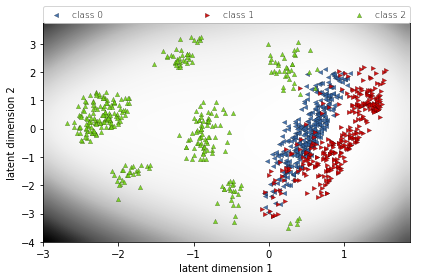 class 0 class 1 class 2
3
2
1
0
−1
−2
−3
−4
−3 −2 −1 0 1
latent dimension 2
latent dimension 1